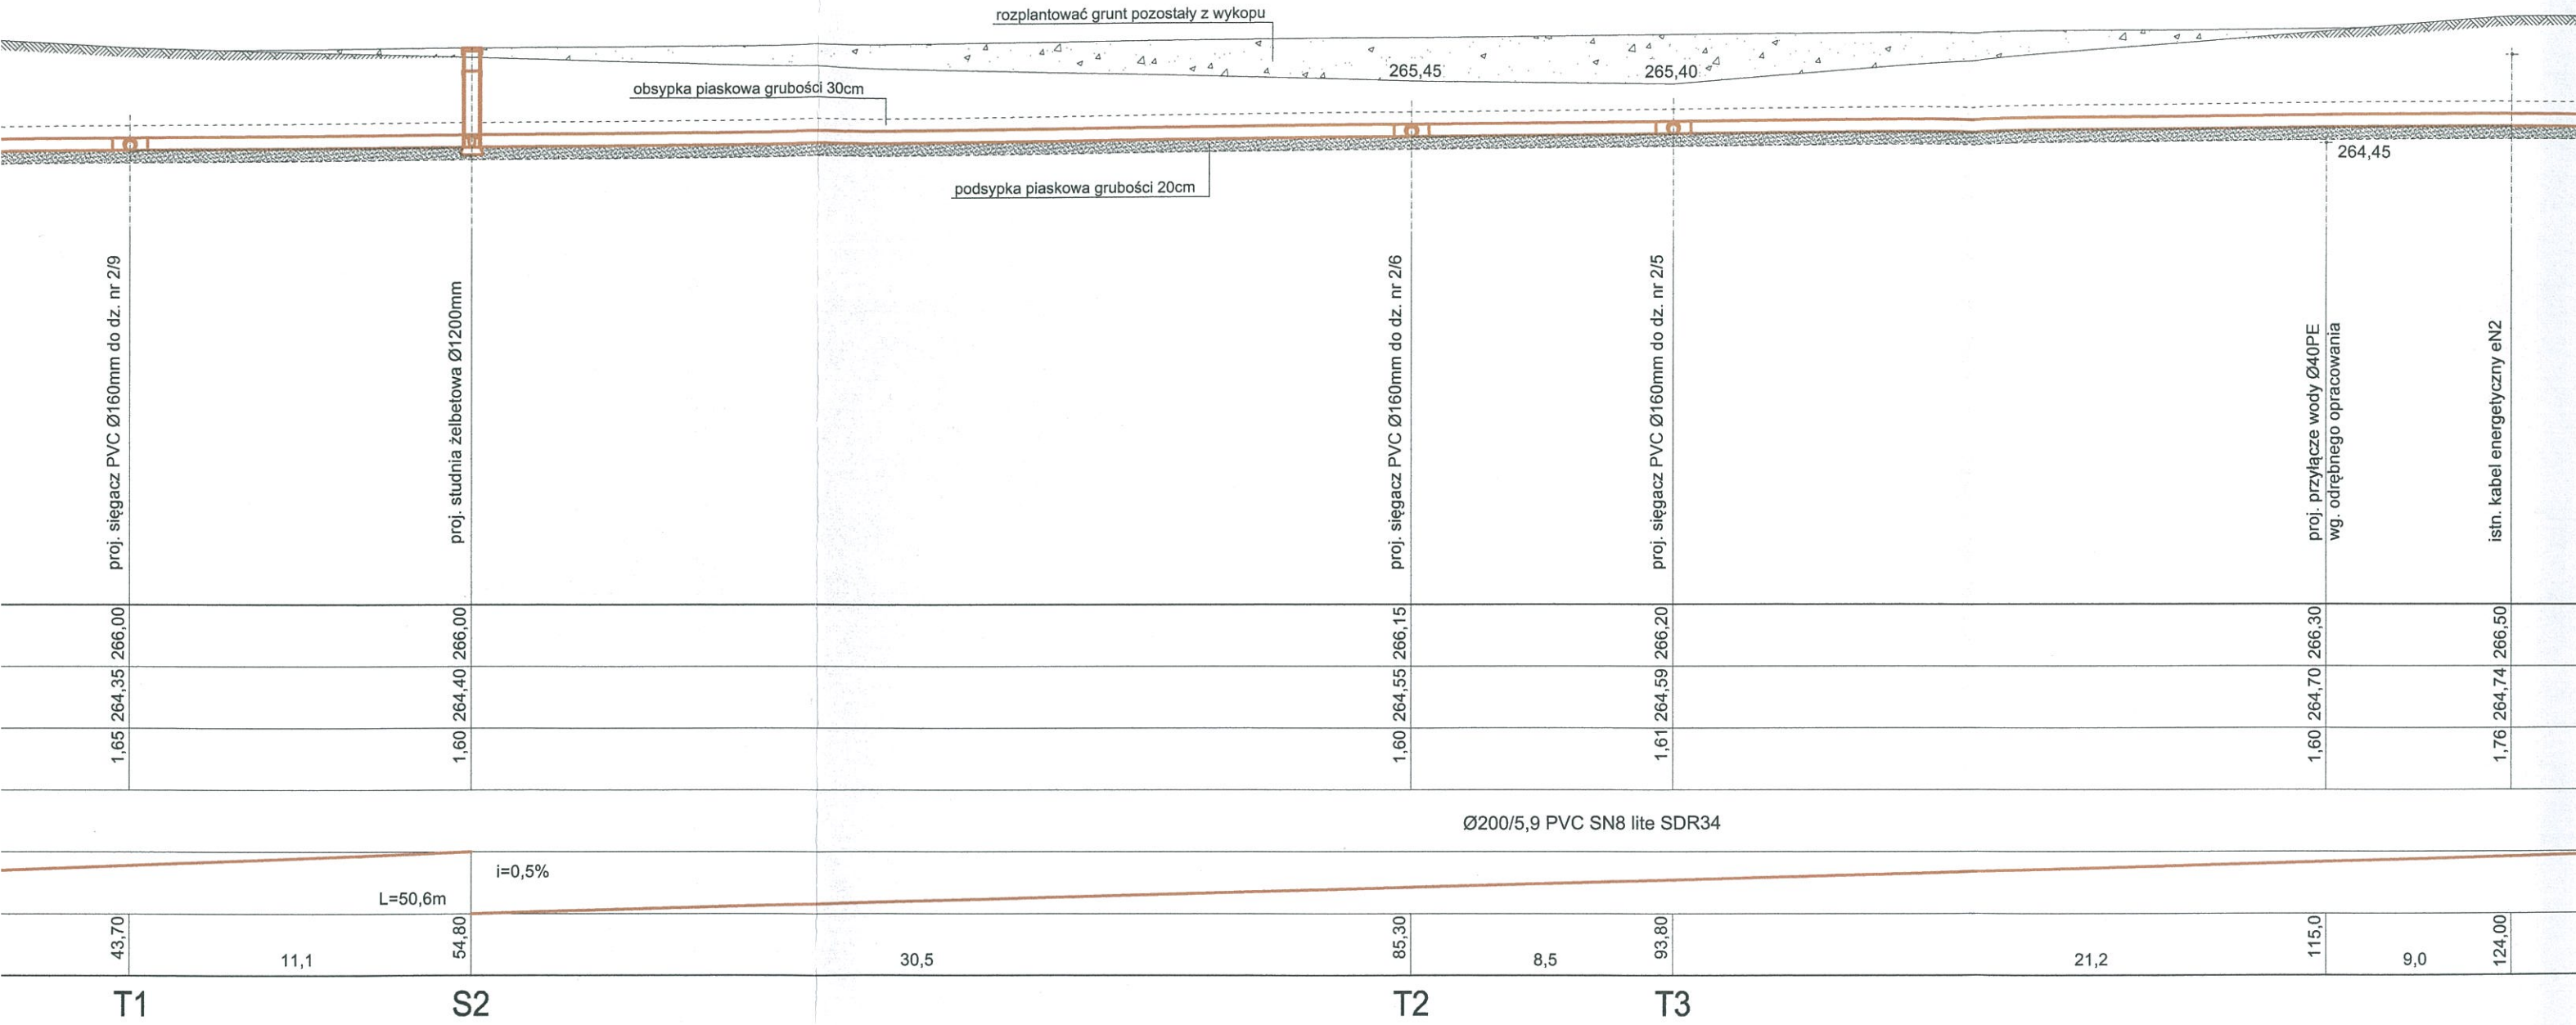 rozplantować grunt pozostały z wykopu
265,45
265,40
obsypka piaskowa grubości 30cm
264,45
podsypka piaskowa grubości 20cm
proj. sięgacz PVC Ø160mm do dz. nr 2/9
proj. studnia żelbetowa Ø1200mm
proj. sięgacz PVC Ø160mm do dz. nr 2/6
proj. sięgacz PVC Ø160mm do dz. nr 2/5
proj. przyłącze wody Ø40PE
wg. odrębnego opracowania
istn. kabel energetyczny eN2
266,00 266,00 266,15 266,20 266,30 266,50
264,35 264,40 264,55 264,59 264,70 264,74
1,65 1,60 1,60 1,61 1,60 1,76
Ø200/5,9 PVC SN8 lite SDR34
i=0,5%
L=50,6m
43,70 54,80 85,30 93,80 115,0 124,00
11,1 30,5 8,5 21,2 9,0
T1 S2 T2 T3